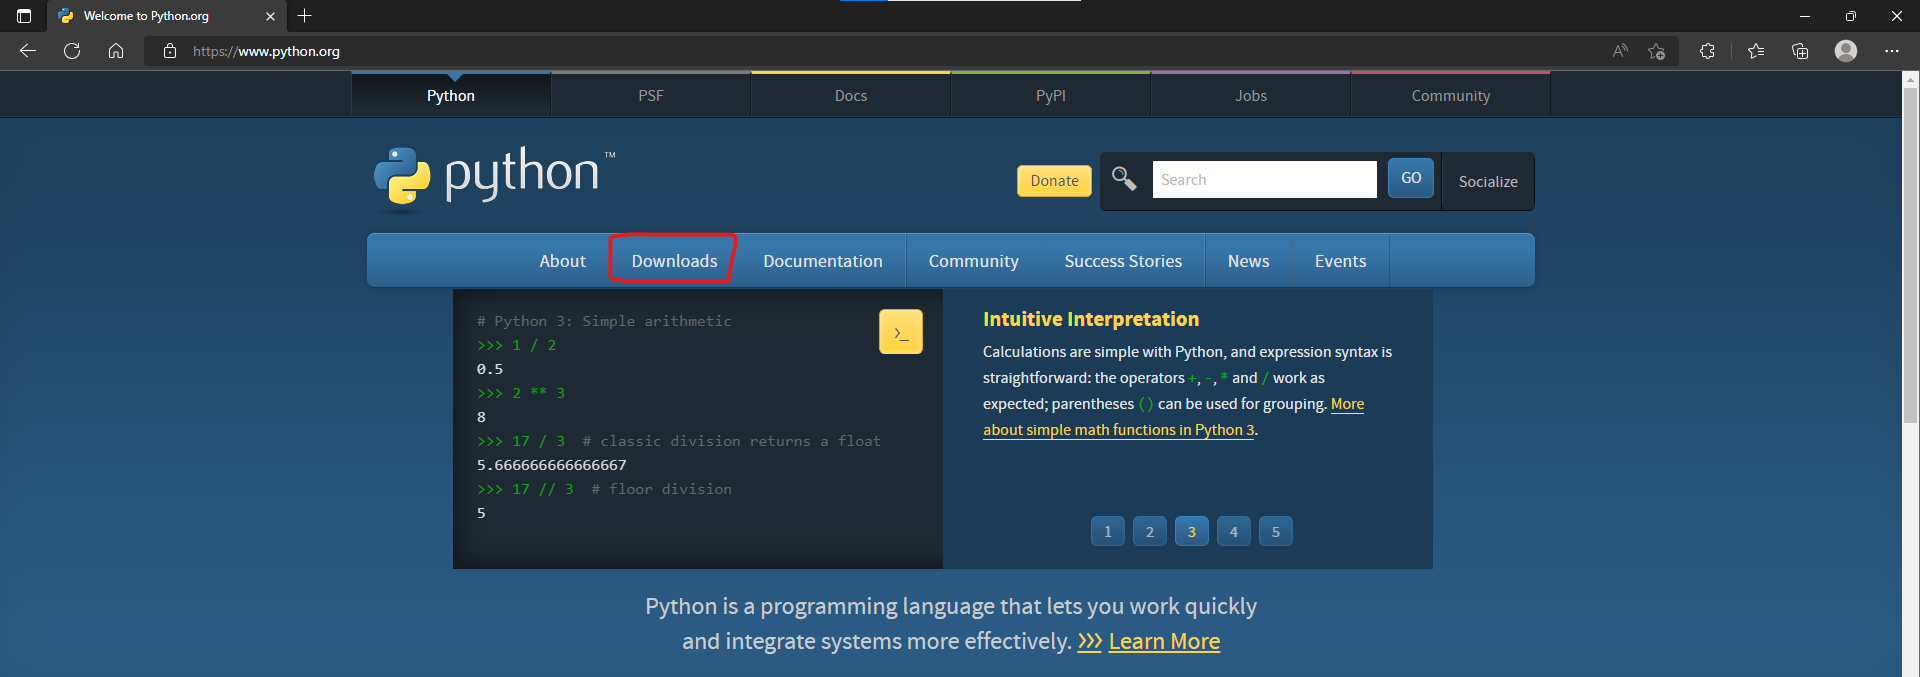 Welcome to Python.org
https://www.python.org
Python
PSF
Docs
PyPI
Jobs
Community
python™
Donate
Search
GO
Socialize
About
Downloads
Documentation
Community
Success Stories
News
Events
# Python 3: Simple arithmetic
>>> 1 / 2
0.5
>>> 2 ** 3
8
>>> 17 / 3  # classic division returns a float
5.666666666666667
>>> 17 // 3  # floor division
5
>_
Intuitive Interpretation
Calculations are simple with Python, and expression syntax is
straightforward: the operators +, -, * and / work as
expected; parentheses () can be used for grouping. More
about simple math functions in Python 3.
1
2
3
4
5
Python is a programming language that lets you work quickly
and integrate systems more effectively. >>> Learn More